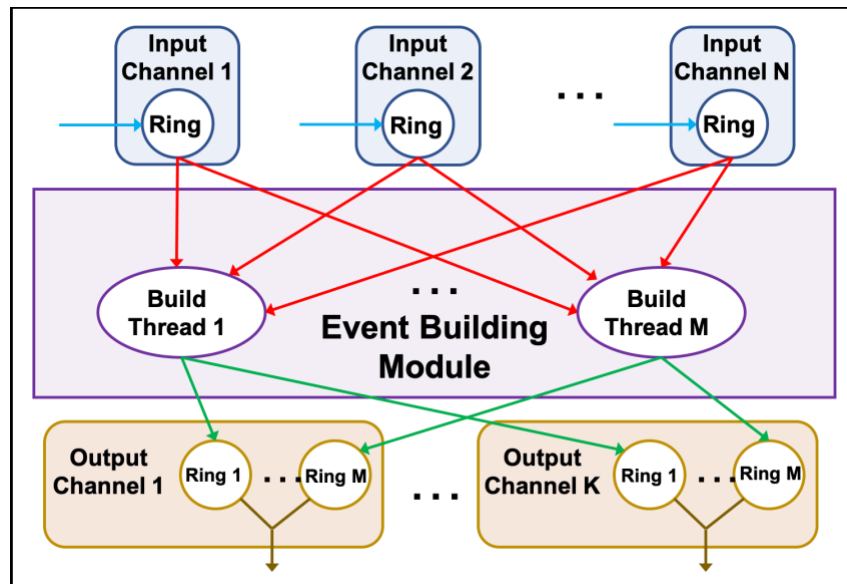 Input
Channel 1
Input
Channel 2
. . .
Input
Channel N
Ring
Ring
Ring
Build
Thread 1
. . .
Event Building
Module
Build
Thread M
Output
Channel 1
Ring 1
. . .
Ring M
. . .
Output
Channel K
Ring 1
. . .
Ring M